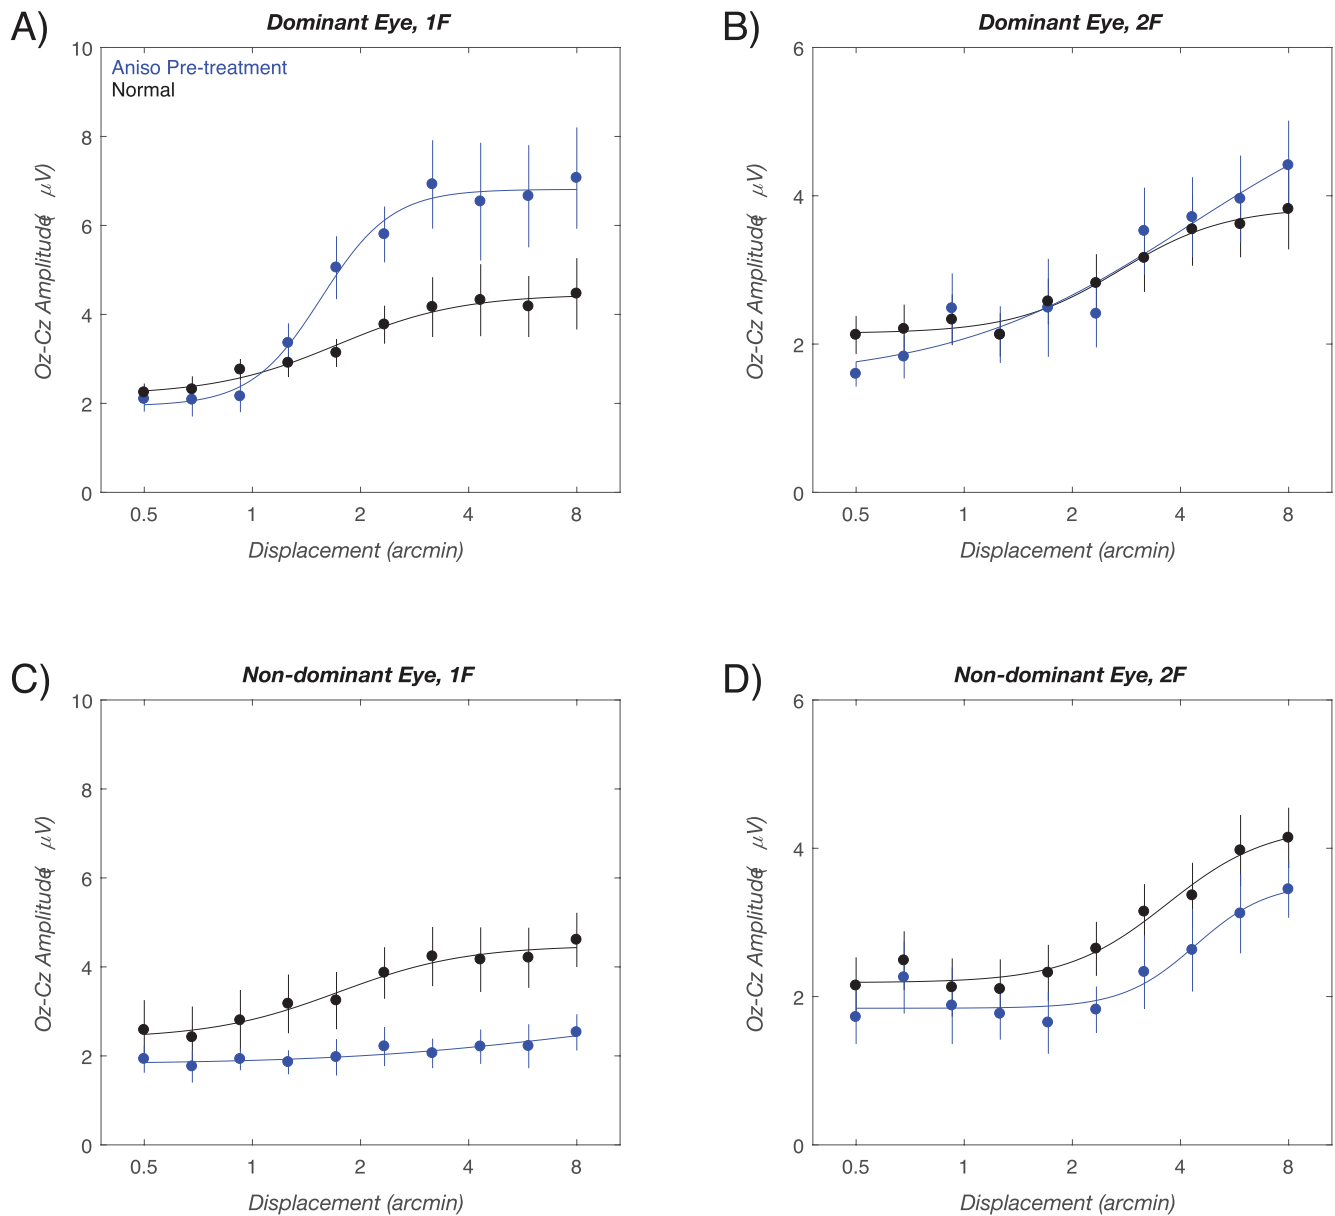 A)
Dominant Eye, 1F
Aniso Pre-treatment
Normal
10
8
6
4
2
0
Oz-Cz Amplitude( μV)
0.5 1 2 4 8
Displacement (arcmin)
B)
Dominant Eye, 2F
6
4
2
0
Oz-Cz Amplitude( μV)
0.5 1 2 4 8
Displacement (arcmin)
C)
Non-dominant Eye, 1F
10
8
6
4
2
0
Oz-Cz Amplitude( μV)
0.5 1 2 4 8
Displacement (arcmin)
D)
Non-dominant Eye, 2F
6
4
2
0
Oz-Cz Amplitude( μV)
0.5 1 2 4 8
Displacement (arcmin)